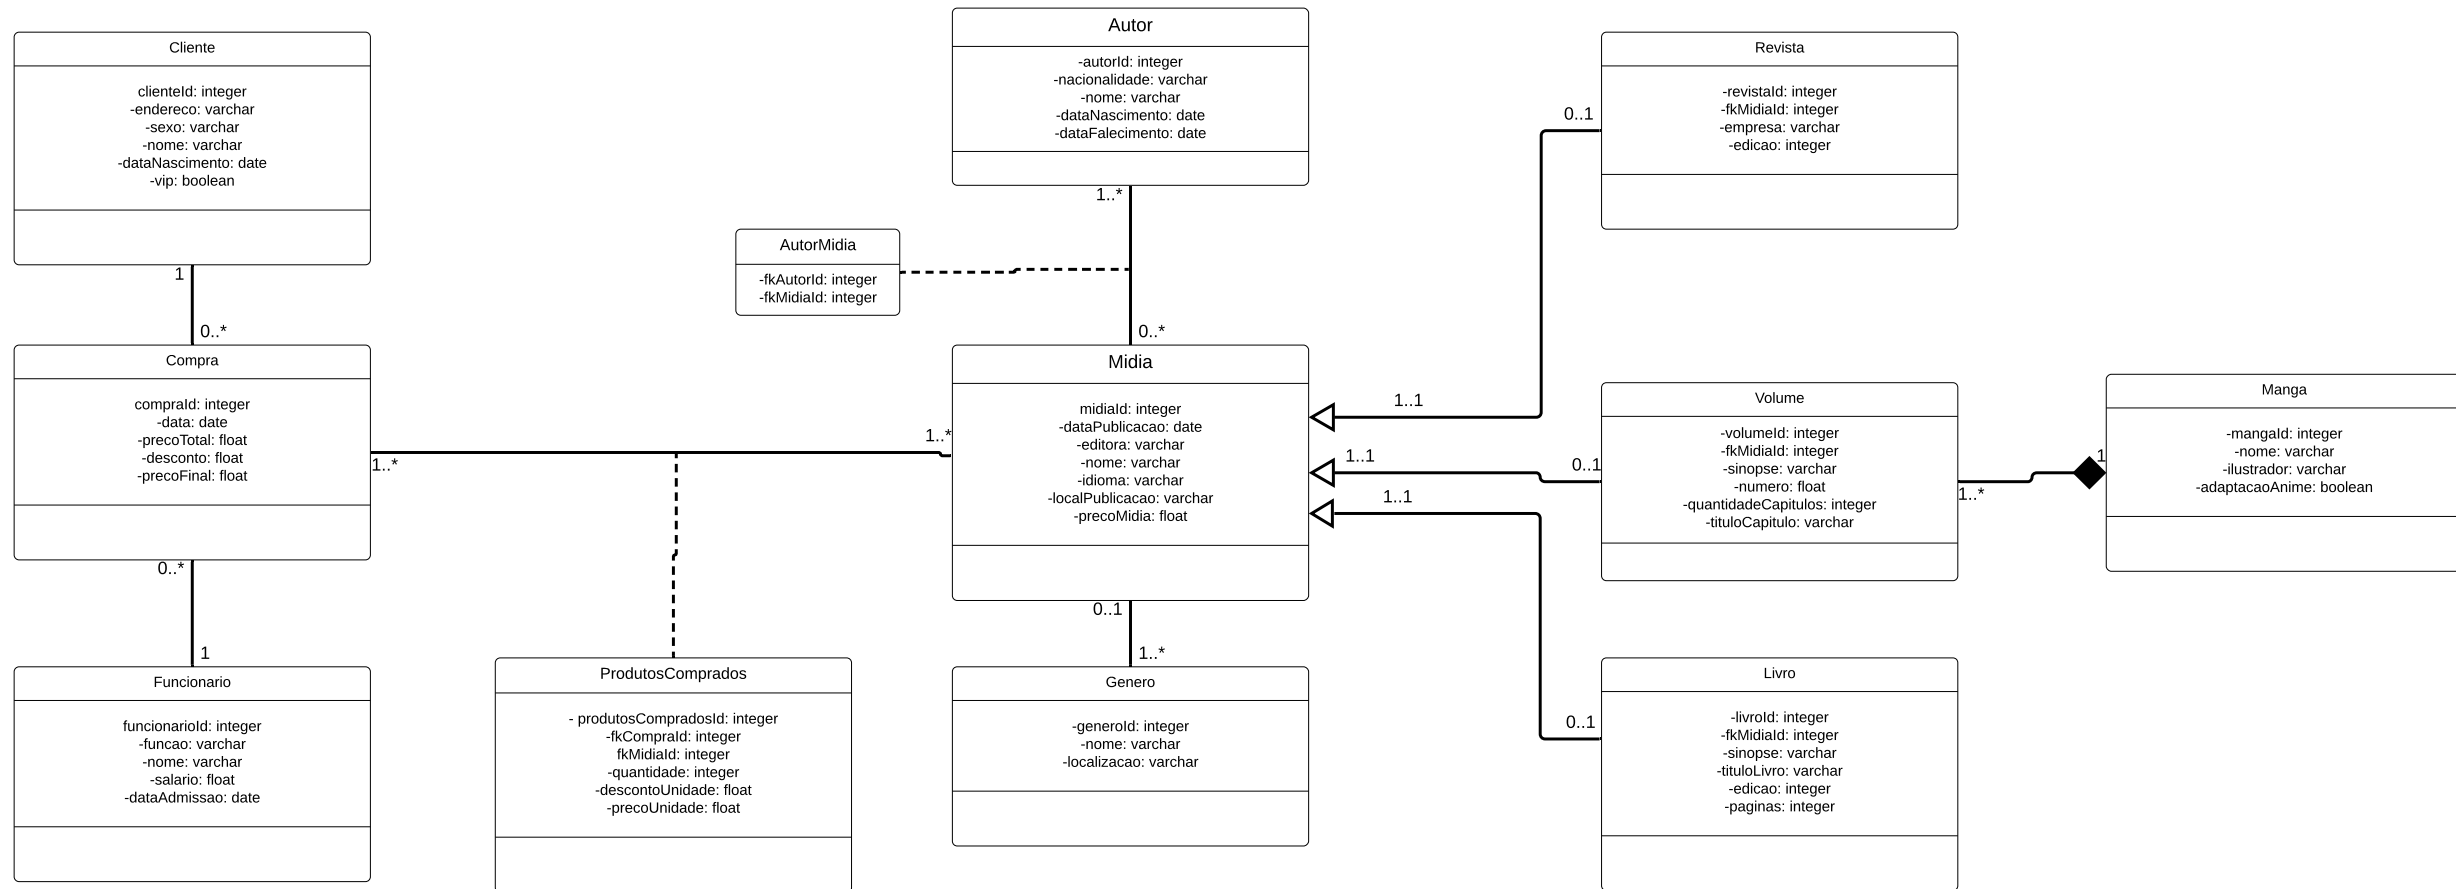 Cliente
clienteId: integer
-endereco: varchar
-sexo: varchar
-nome: varchar
-dataNascimento: date
-vip: boolean
1
0..*
Compra
compraId: integer
-data: date
-precoTotal: float
-desconto: float
-precoFinal: float
1..*
1..*
0..*
1
Funcionario
funcionarioId: integer
-funcao: varchar
-nome: varchar
-salario: float
-dataAdmissao: date
ProdutosComprados
- produtosCompradosId: integer
-fkCompraId: integer
fkMidiaId: integer
-quantidade: integer
-descontoUnidade: float
-precoUnidade: float
Autor
-autorId: integer
-nacionalidade: varchar
-nome: varchar
-dataNascimento: date
-dataFalecimento: date
1..*
AutorMidia
-fkAutorId: integer
-fkMidiaId: integer
0..*
Midia
midiaId: integer
-dataPublicacao: date
-editora: varchar
-nome: varchar
-idioma: varchar
-localPublicacao: varchar
-precoMidia: float
0..1
1..*
Genero
-generoId: integer
-nome: varchar
-localizacao: varchar
1..1
0..1
1..1
0..1
1..1
0..1
Revista
-revistaId: integer
-fkMidiaId: integer
-empresa: varchar
-edicao: integer
Volume
-volumeId: integer
-fkMidiaId: integer
-sinopse: varchar
-numero: float
-quantidadeCapitulos: integer
-tituloCapitulo: varchar
1..*
1
Manga
-mangaId: integer
-nome: varchar
-ilustrador: varchar
-adaptacaoAnime: boolean
Livro
-livroId: integer
-fkMidiaId: integer
-sinopse: varchar
-tituloLivro: varchar
-edicao: integer
-paginas: integer